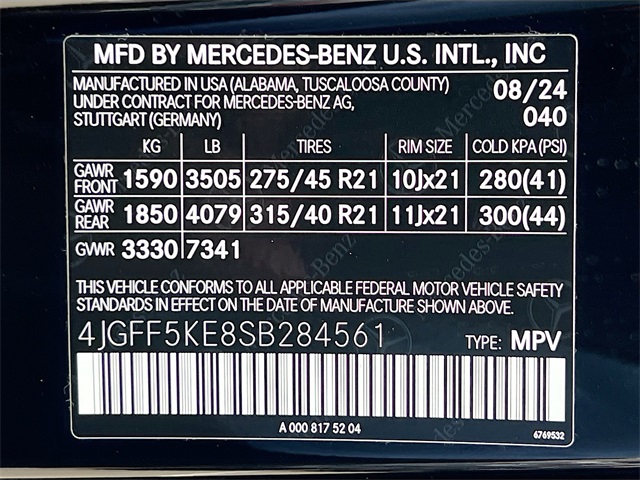 MFD BY MERCEDES-BENZ U.S. INTL., INC
MANUFACTURED IN USA (ALABAMA, TUSCALOOSA COUNTY) 08/24
UNDER CONTRACT FOR MERCEDES-BENZ AG,
STUTTGART (GERMANY) 040
KG LB TIRES RIM SIZE COLD KPA (PSI)
GAWR FRONT 1590 3505 275/45 R21 10Jx21 280(41)
GAWR REAR 1850 4079 315/40 R21 11Jx21 300(44)
GVWR 3330 7341
THIS VEHICLE CONFORMS TO ALL APPLICABLE FEDERAL MOTOR VEHICLE SAFETY
STANDARDS IN EFFECT ON THE DATE OF MANUFACTURE SHOWN ABOVE.
4JGFF5KE8SB284561 TYPE: MPV
A 000 817 52 04
6769532